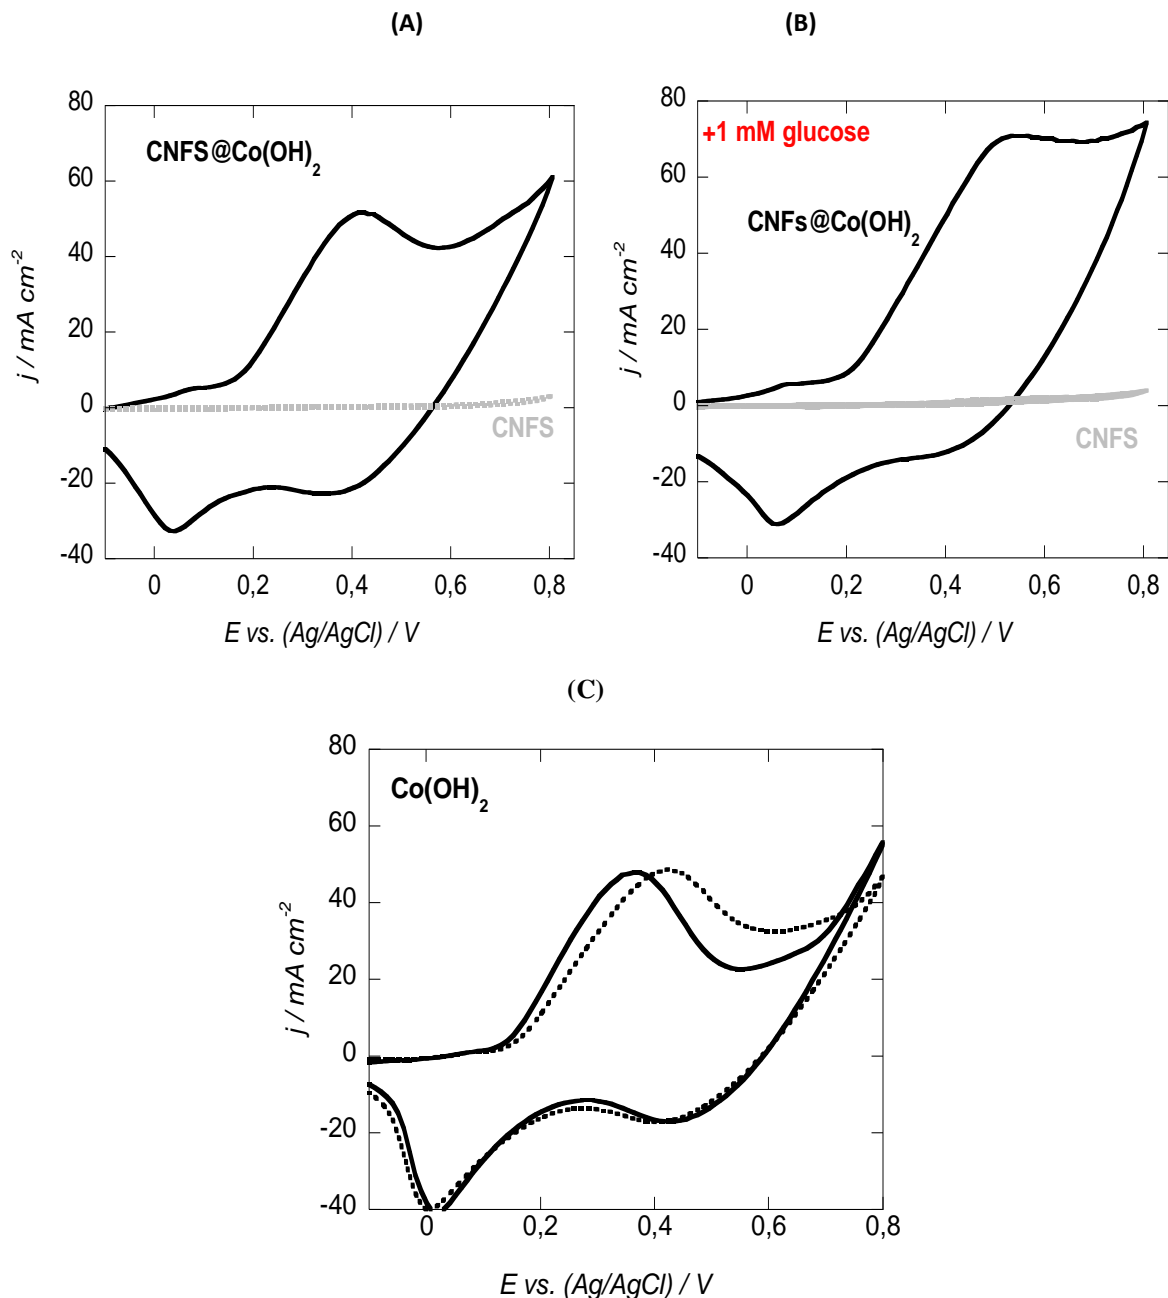 (A)
(B)
80
60
40
20
0
-20
-40
0
0,2
0,4
0,6
0,8
j / mA cm⁻²
E vs. (Ag/AgCl) / V
CNFS@Co(OH)₂
CNFS
80
60
40
20
0
-20
-40
0
0,2
0,4
0,6
0,8
j / mA cm⁻²
E vs. (Ag/AgCl) / V
+1 mM glucose
CNFs@Co(OH)₂
CNFS
(C)
80
60
40
20
0
-20
-40
0
0,2
0,4
0,6
0,8
j / mA cm⁻²
E vs. (Ag/AgCl) / V
Co(OH)₂